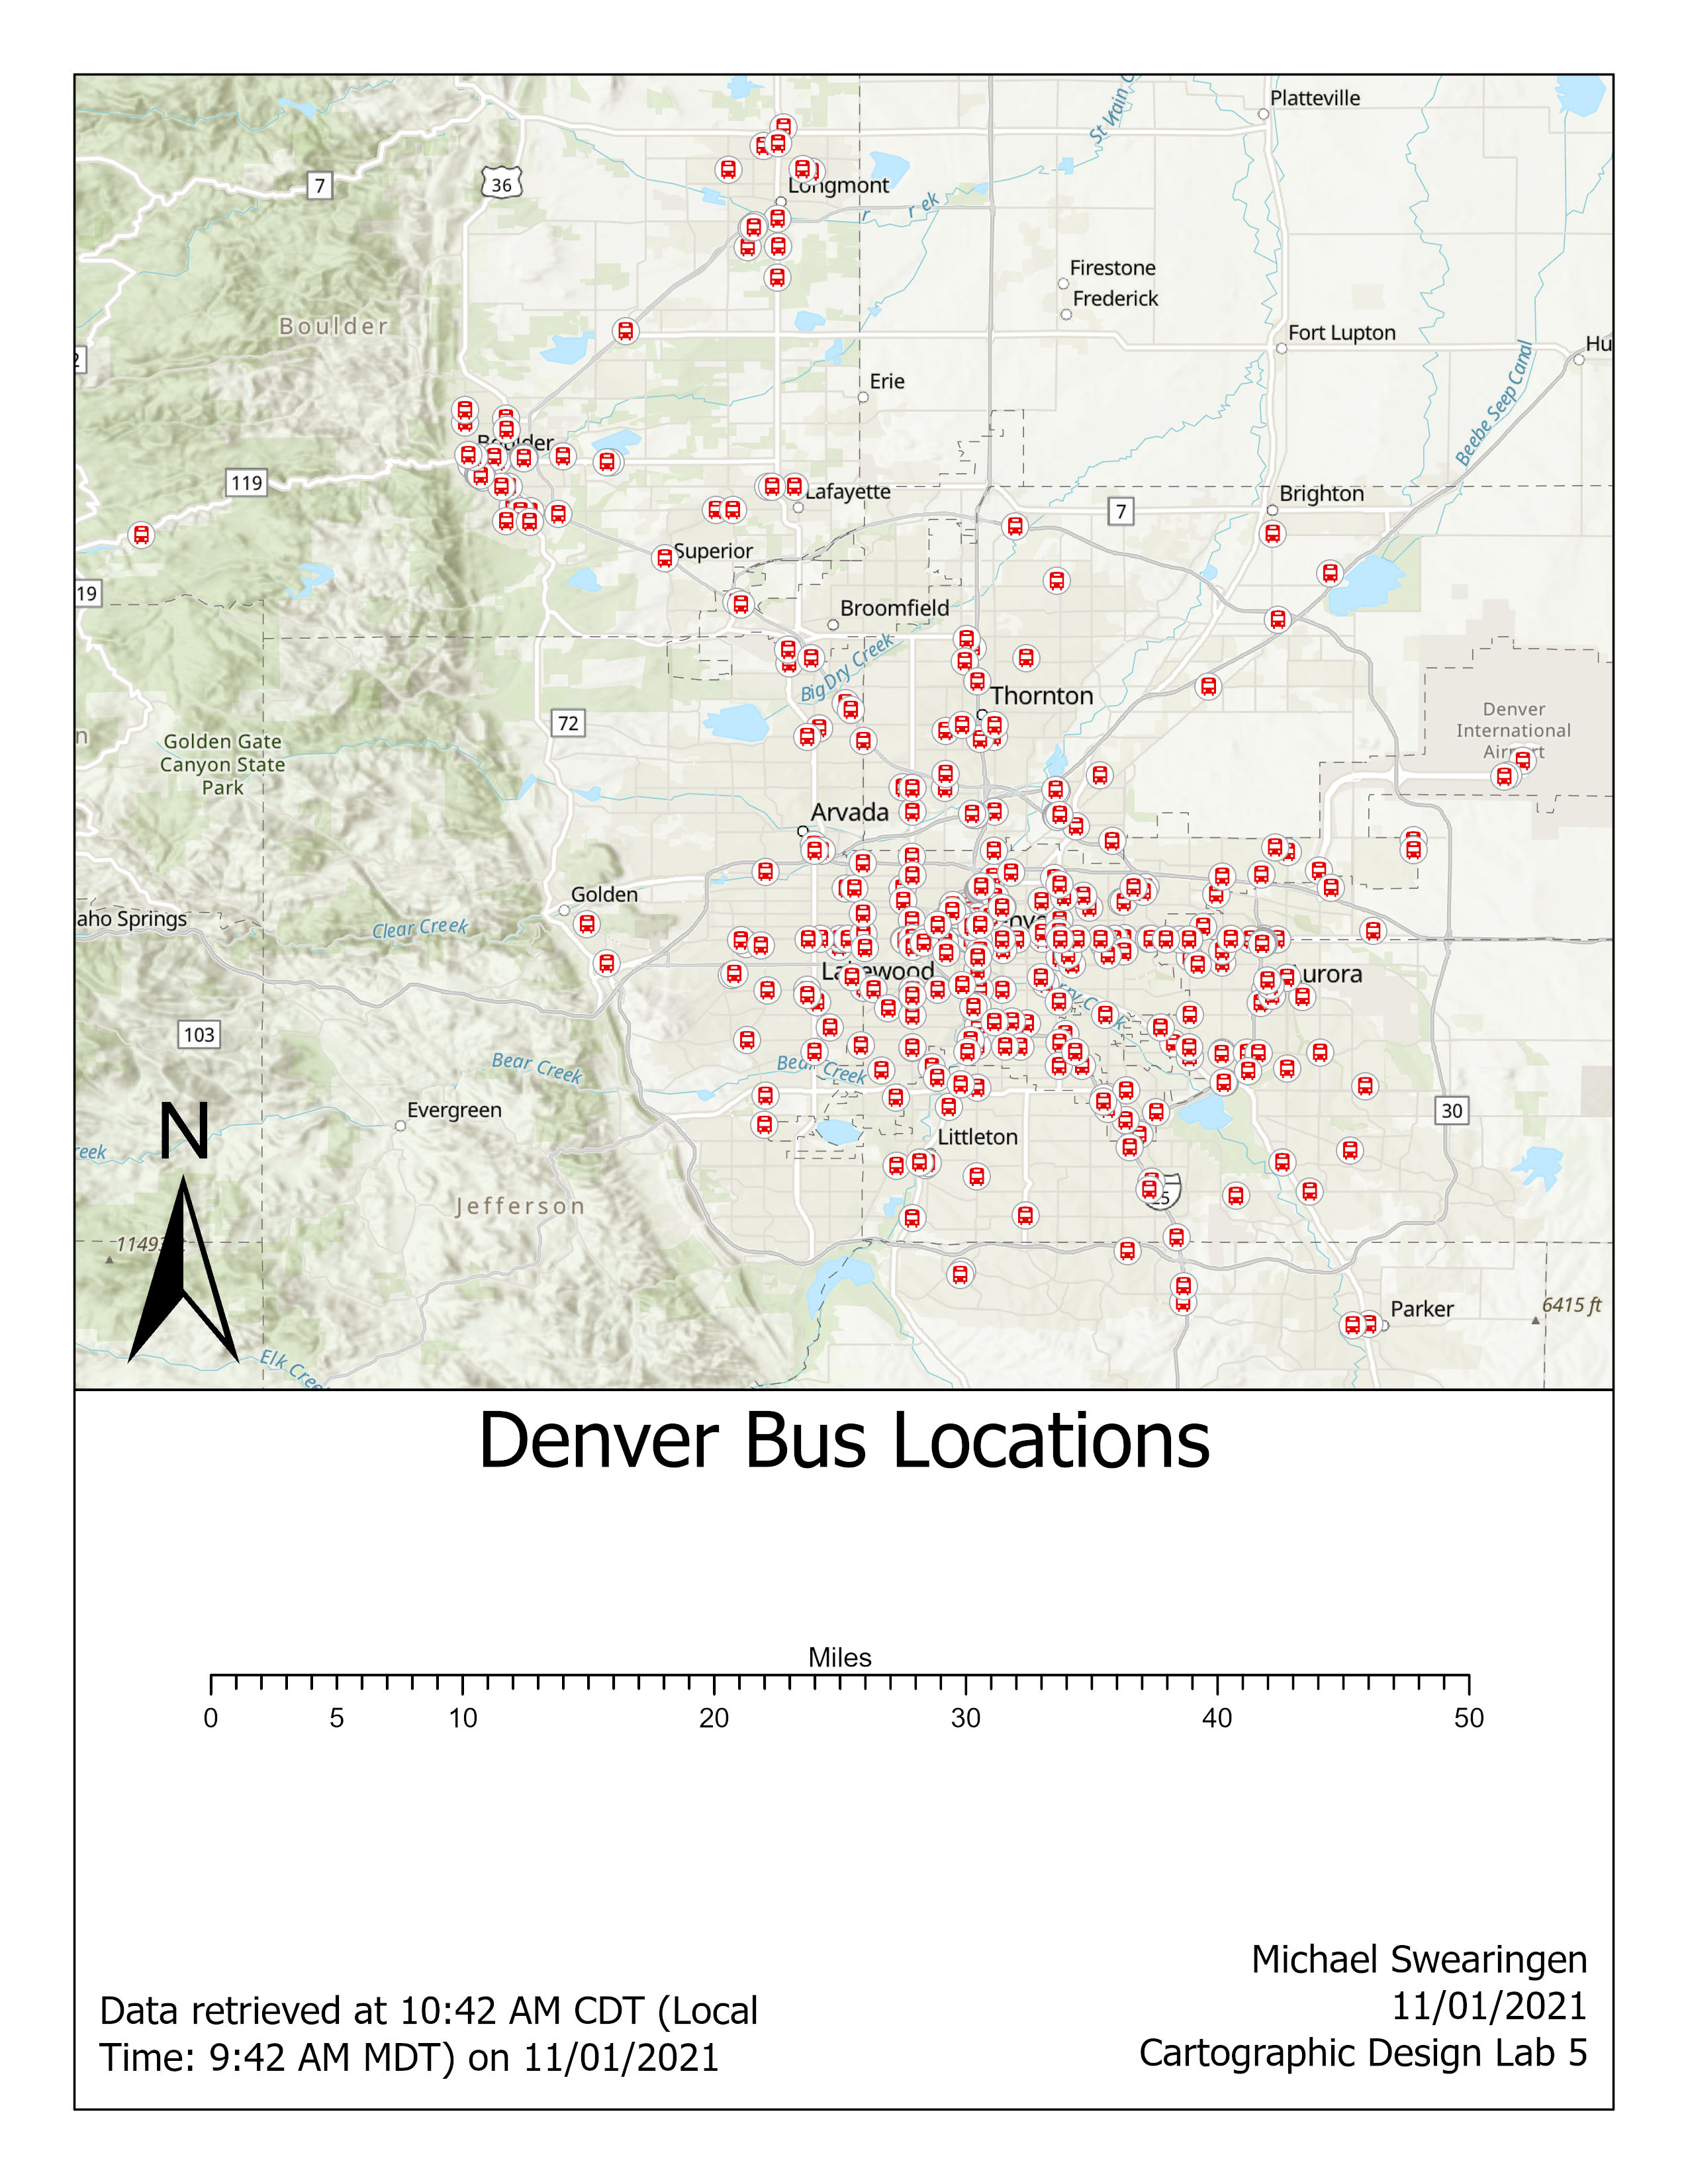 Platteville
St Vrain C
7
36
Longmont
Firestone
Frederick
Boulder
Fort Lupton
Hu
Erie
Beebe Seep Canal
Boulder
119
Lafayette
7
Brighton
Superior
19
Broomfield
Big Dry Creek
Thornton
72
Denver
International
Airport
Golden Gate
Canyon State
Park
Arvada
Golden
aho Springs
Clear Creek
Lakewood
urora
103
Bear Creek
Bear Creek
Evergreen
30
N
Littleton
reek
25
Jefferson
11493
6415 ft
Parker
Elk Cree
Denver Bus Locations
Miles
0 5 10 20 30 40 50
Michael Swearingen
11/01/2021
Cartographic Design Lab 5
Data retrieved at 10:42 AM CDT (Local
Time: 9:42 AM MDT) on 11/01/2021